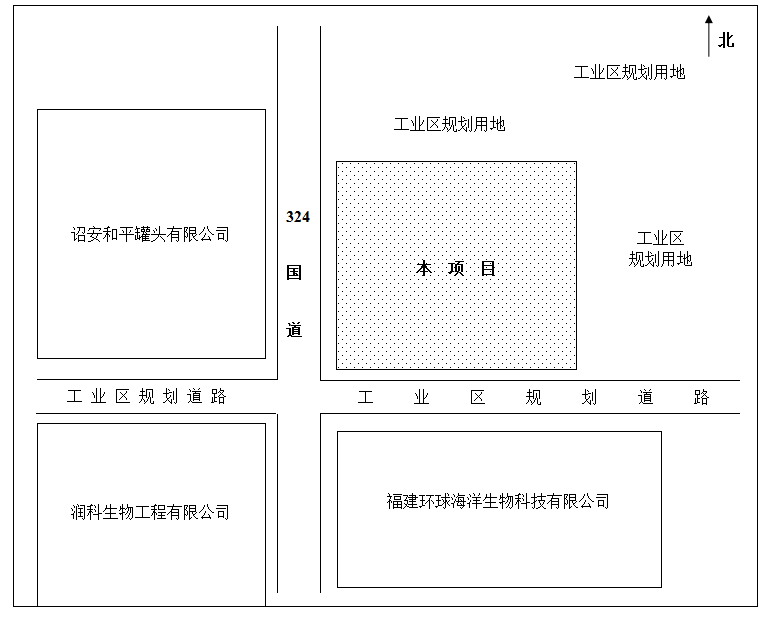 北
工业区规划用地
工业区规划用地
诏安和平罐头有限公司
324
国
道
本 项 目
工业区
规划用地
工 业 区 规 划 道 路
工 业 区 规 划 道 路
润科生物工程有限公司
福建环球海洋生物科技有限公司